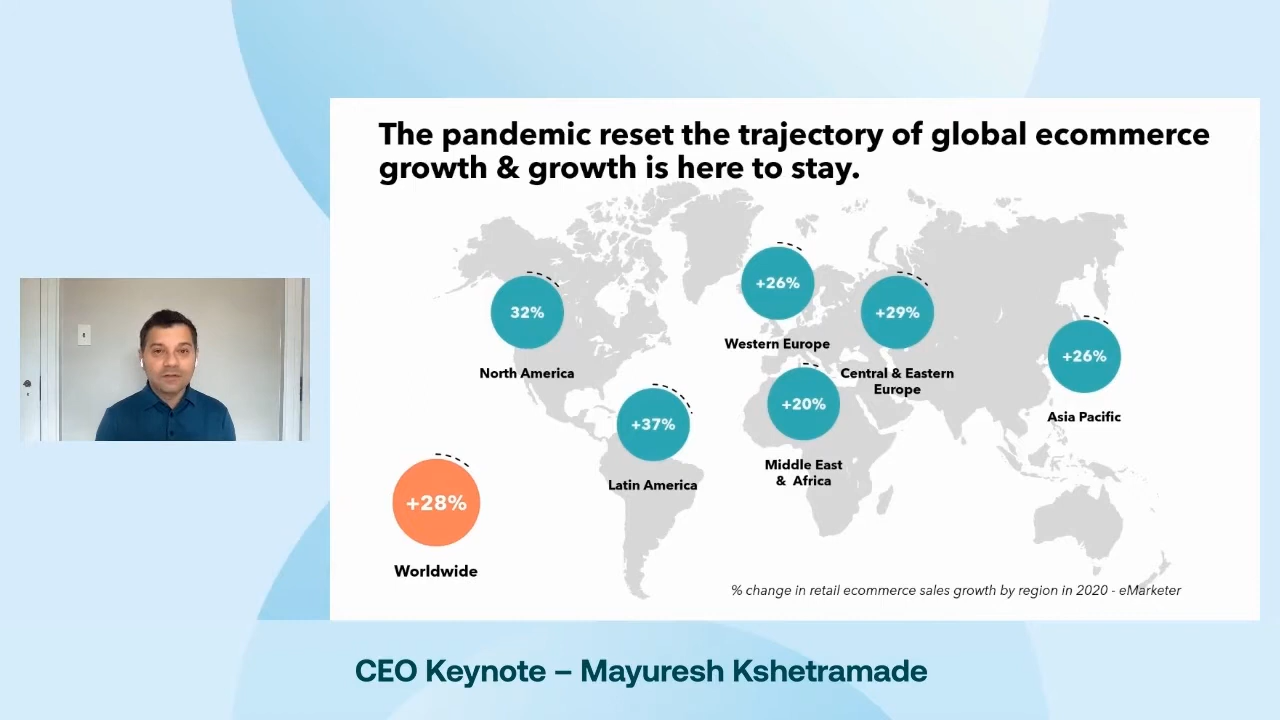 The pandemic reset the trajectory of global ecommerce
growth & growth is here to stay.
+26%
Western Europe
32%
North America
+29%
Central & Eastern
Europe
+26%
Asia Pacific
+37%
Latin America
+20%
Middle East
& Africa
+28%
Worldwide
% change in retail ecommerce sales growth by region in 2020 - eMarketer
CEO Keynote – Mayuresh Kshetramade